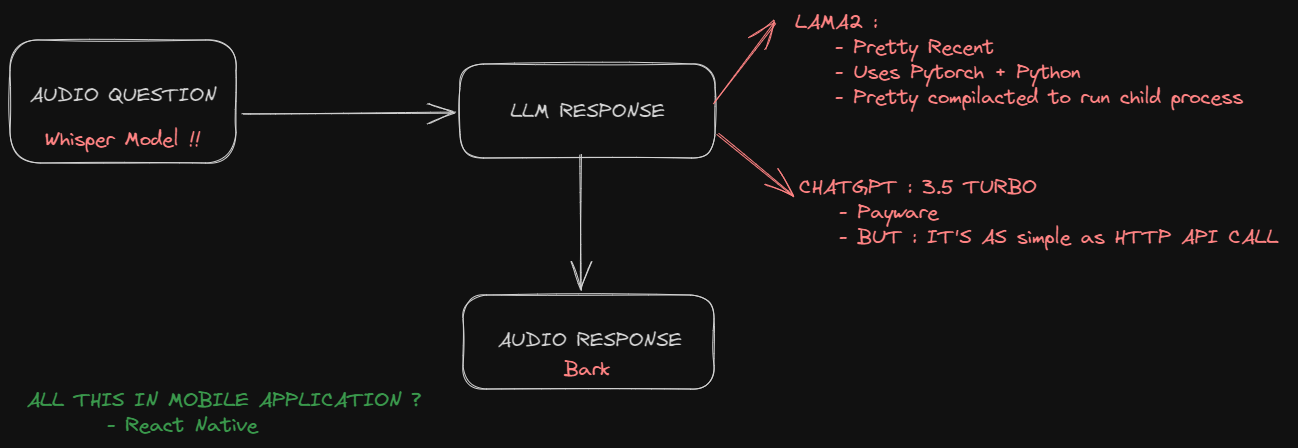 AUDIO QUESTION
Whisper Model !!
LLM RESPONSE
LAMA2 :
- Pretty Recent
- Uses Pytorch + Python
- Pretty compilacted to run child process
CHATGPT : 3.5 TURBO
- Payware
- BUT : IT'S AS simple as HTTP API CALL
AUDIO RESPONSE
Bark
ALL THIS IN MOBILE APPLICATION ?
- React Native